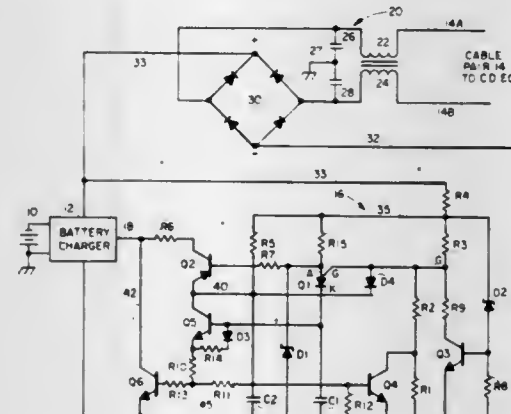 20
14A
26
22
27
33
CABLE
PAIR 14
TO CO EQ
30
28
24
14B
32
33
R4
16
35
10
12
BATTERY
CHARGER
18
R6
R5
R7
R15
R3
Q2
A
G
G
Q1
K
D4
D2
42
40
R2
R9
Q5
D3
R14
D1
Q3
R10
Q6
R13
R11
C2
C1
R12
Q4
R1
R8